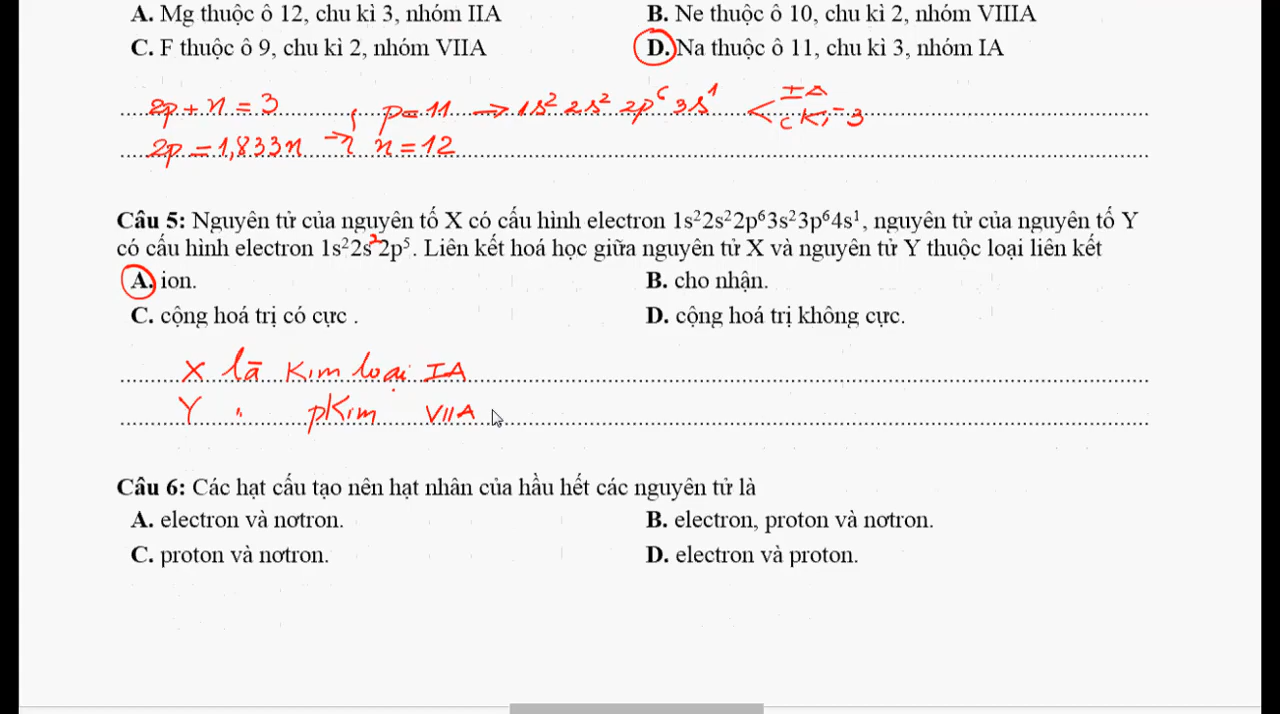 A. Mg thuộc ô 12, chu kì 3, nhóm IIA
B. Ne thuộc ô 10, chu kì 2, nhóm VIIIA
C. F thuộc ô 9, chu kì 2, nhóm VIIA
D. Na thuộc ô 11, chu kì 3, nhóm IA
2p + n = 3 p = 11 → 1s² 2s² 2p⁶ 3s¹ < IA
CKì = 3
2p = 1,833n → n = 12
Câu 5: Nguyên tử của nguyên tố X có cấu hình electron 1s²2s²2p⁶3s²3p⁶4s¹, nguyên tử của nguyên tố Y
có cấu hình electron 1s²2s²2p⁵. Liên kết hoá học giữa nguyên tử X và nguyên tử Y thuộc loại liên kết
A. ion.
B. cho nhận.
C. cộng hoá trị có cực .
D. cộng hoá trị không cực.
X là Kim loại IA
Y " pKim VIIA
Câu 6: Các hạt cấu tạo nên hạt nhân của hầu hết các nguyên tử là
A. electron và nơtron.
B. electron, proton và nơtron.
C. proton và nơtron.
D. electron và proton.